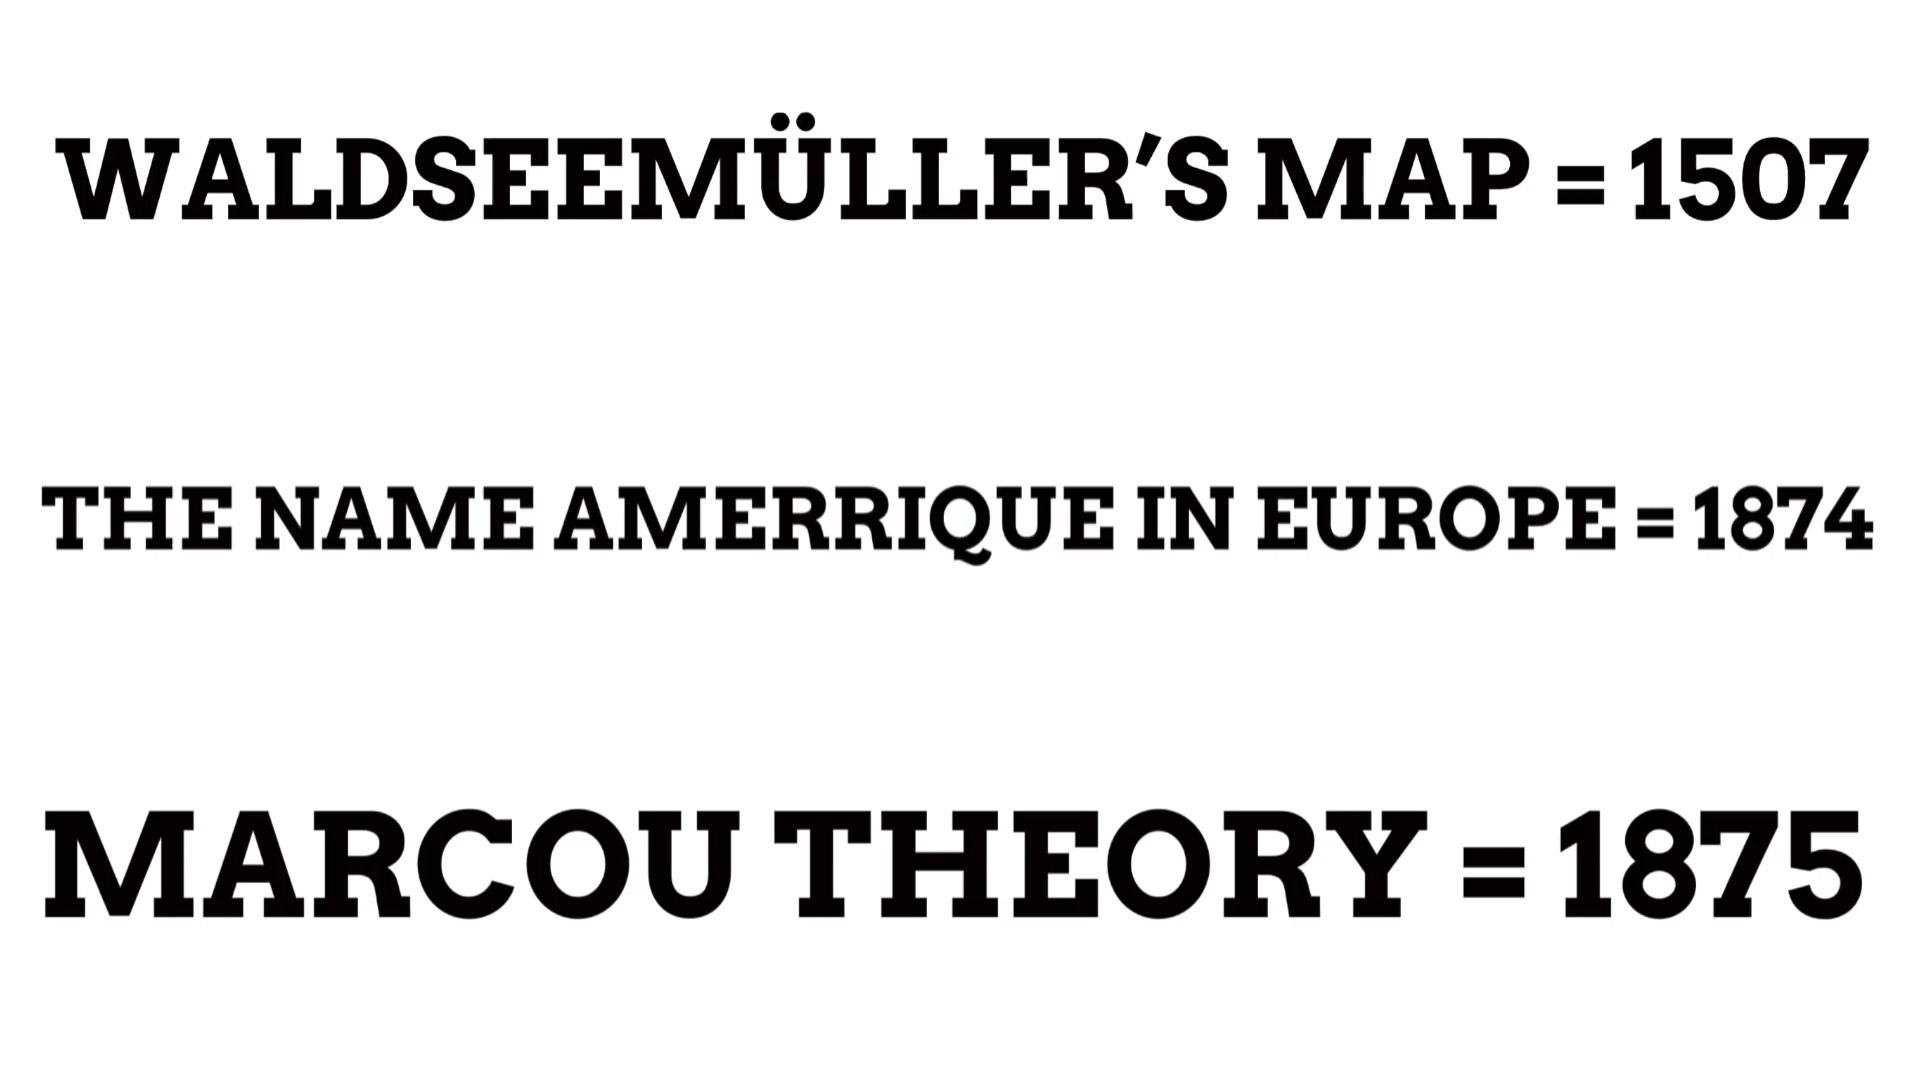 WALDSEEMÜLLER'S MAP = 1507
THE NAME AMERRIQUE IN EUROPE = 1874
MARCOU THEORY = 1875